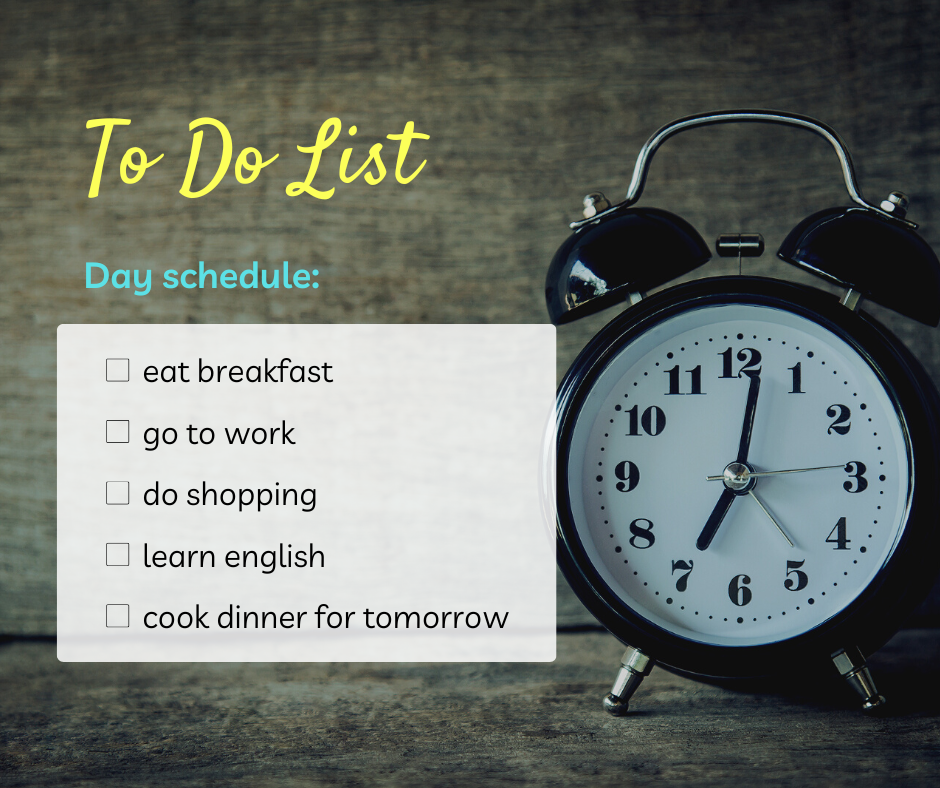 To Do List
Day schedule:
☐ eat breakfast
☐ go to work
☐ do shopping
☐ learn english
☐ cook dinner for tomorrow
12
1
2
3
4
5
6
7
8
9
10
11